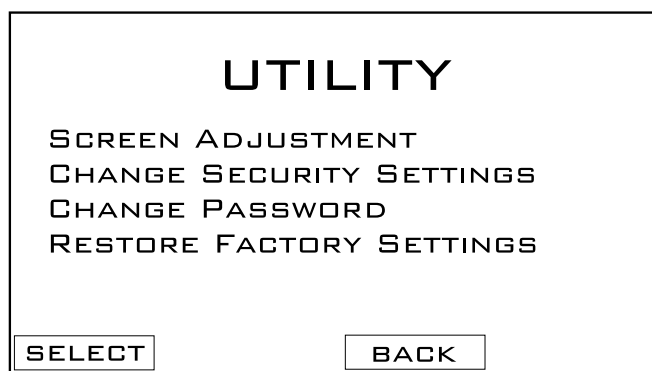 UTILITY
SCREEN ADJUSTMENT
CHANGE SECURITY SETTINGS
CHANGE PASSWORD
RESTORE FACTORY SETTINGS
SELECT BACK